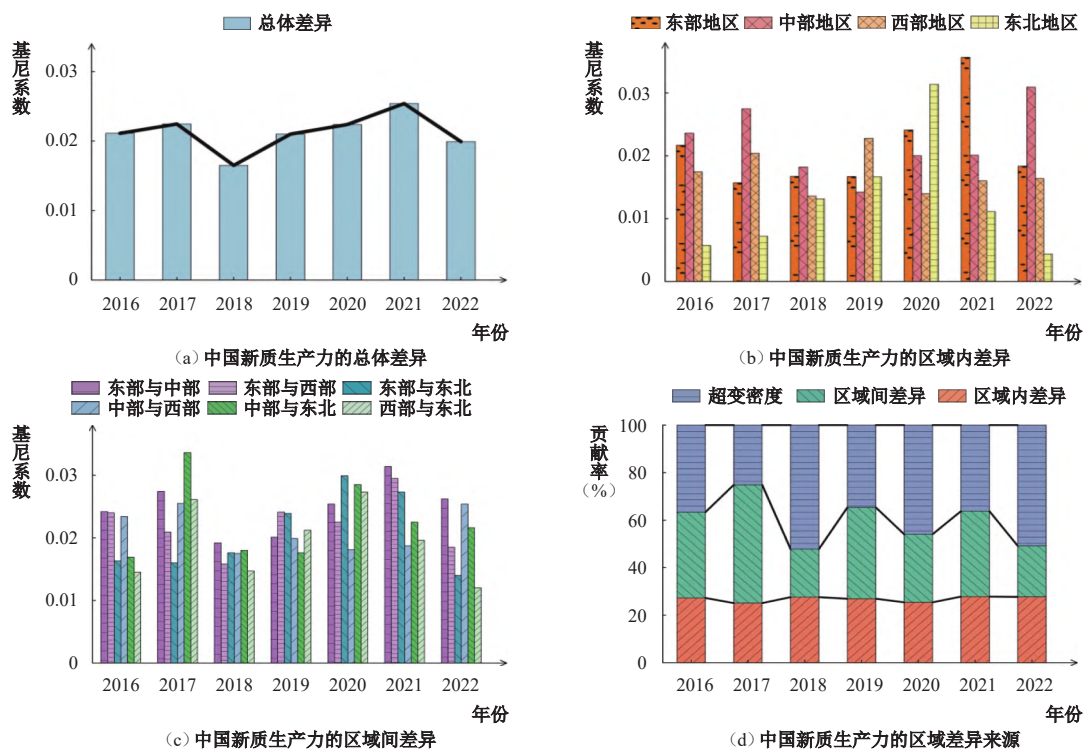 总体差异
基尼系数
0.03
0.02
0.01
0
2016 2017 2018 2019 2020 2021 2022
年份
(a)中国新质生产力的总体差异
东部地区 中部地区 西部地区 东北地区
基尼系数
0.03
0.02
0.01
0
2016 2017 2018 2019 2020 2021 2022
年份
(b)中国新质生产力的区域内差异
东部与中部 东部与西部 东部与东北
中部与西部 中部与东北 西部与东北
基尼系数
0.03
0.02
0.01
0
2016 2017 2018 2019 2020 2021 2022
年份
(c)中国新质生产力的区域间差异
超变密度 区域间差异 区域内差异
贡献率
(%)
100
80
60
40
20
0
2016 2017 2018 2019 2020 2021 2022
年份
(d)中国新质生产力的区域差异来源